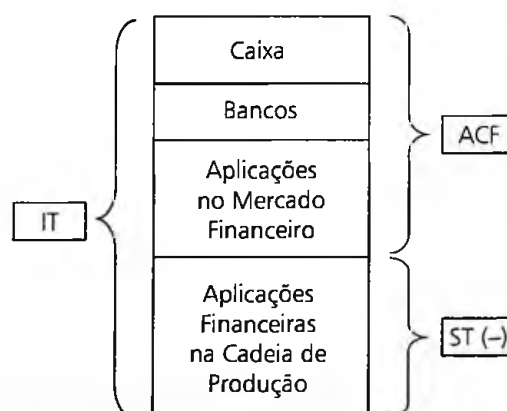 Caixa
Bancos
ACF
Aplicações
no Mercado
Financeiro
IT
Aplicações
Financeiras
na Cadeia de
Produção
ST (–)